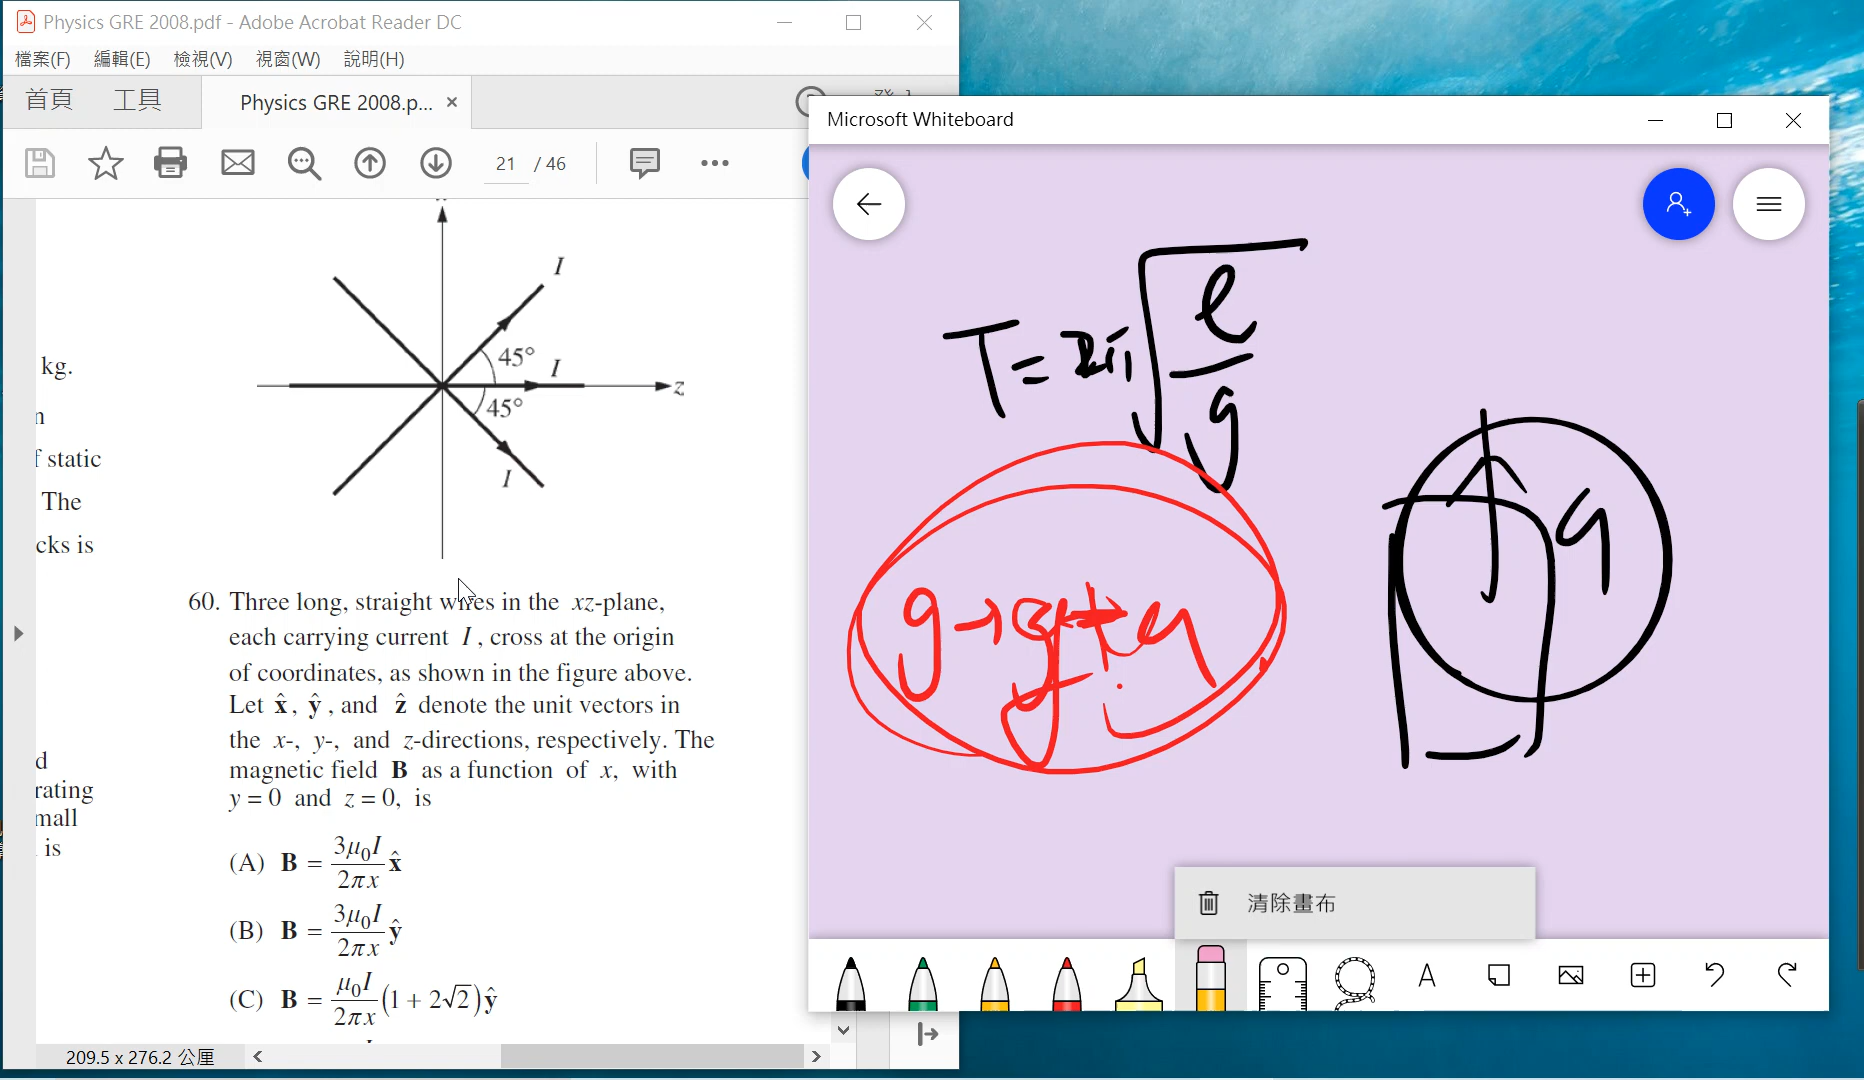 Physics GRE 2008.pdf - Adobe Acrobat Reader DC
檔案(F) 編輯(E) 檢視(V) 視窗(W) 說明(H)
首頁 工具 Physics GRE 2008.p... ×
21 / 46
I
45°
I
z
45°
I
kg.
n
f static
The
cks is
d
rating
mall
is
60. Three long, straight wires in the xz-plane,
each carrying current I, cross at the origin
of coordinates, as shown in the figure above.
Let x̂, ŷ, and ẑ denote the unit vectors in
the x-, y-, and z-directions, respectively. The
magnetic field B as a function of x, with
y = 0 and z = 0, is
(A) B = 3μ₀I/2πx x̂
(B) B = 3μ₀I/2πx ŷ
(C) B = μ₀I/2πx (1 + 2√2) ŷ
209.5 x 276.2 公厘
Microsoft Whiteboard
T = 2π √(ℓ/g)
a
g → g + a
清除畫布
A